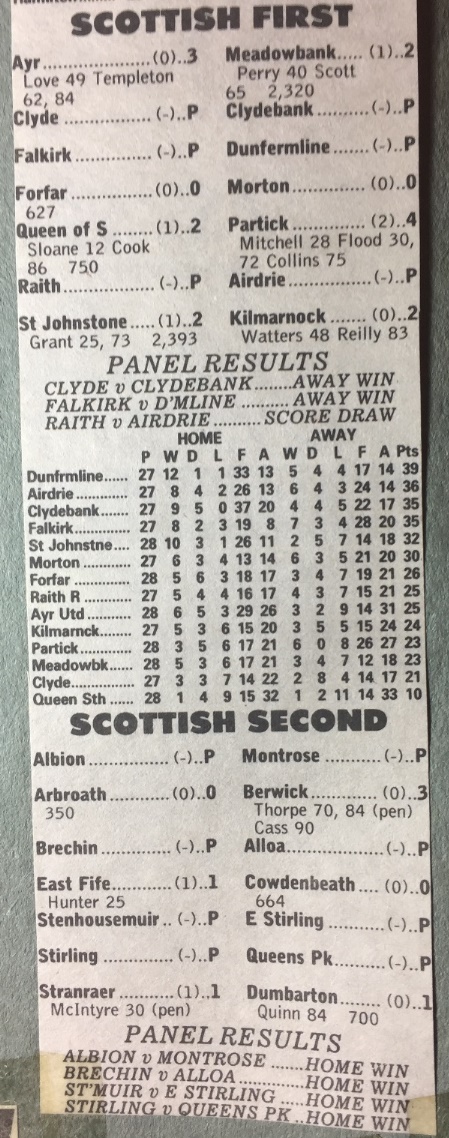 SCOTTISH FIRST
Ayr....................(0)..3 Meadowbank..... (1)..2
Love 49 Templeton Perry 40 Scott
62, 84 65 2,320
Clyde ................. (-)..P Clydebank ......... (-)..P
Falkirk ................ (-)..P Dunfermline ....... (-)..P
Forfar ................(0)..0 Morton .............. (0)..0
627
Queen of S ........(1)..2 Partick .............. (2)..4
Sloane 12 Cook Mitchell 28 Flood 30,
86 750 72 Collins 75
Raith................... (-)..P Airdrie................(-)..P
St Johnstone .....(1)..2 Kilmarnock ....... (0)..2
Grant 25, 73 2,393 Watters 48 Reilly 83
PANEL RESULTS
CLYDE v CLYDEBANK........AWAY WIN
FALKIRK v D'MLINE .......... AWAY WIN
RAITH v AIRDRIE..........SCORE DRAW
HOME AWAY
P W D L F A W D L F A Pts
Dunfrmline...... 27 12 1 1 33 13 5 4 4 17 14 39
Airdrie ............. 27 8 4 2 26 13 6 4 3 24 14 36
Clydebank....... 27 9 5 0 37 20 4 4 5 22 17 35
Falkirk.............. 27 8 2 3 19 8 7 3 4 28 20 35
St Johnstne.... 28 10 3 1 26 11 2 5 7 14 18 32
Morton ............. 27 6 3 4 13 14 6 3 5 21 20 30
Forfar .............. 28 5 6 3 18 17 3 4 7 19 21 26
Raith R ............ 27 5 4 4 16 17 4 3 7 15 21 25
Ayr Utd ............ 28 6 5 3 29 26 3 2 9 14 31 25
Kilmarnck........ 27 5 3 6 15 20 3 5 5 15 24 24
Partick.............. 28 3 5 6 17 21 6 0 8 26 27 23
Meadowbk....... 28 5 3 6 17 21 3 4 7 12 18 23
Clyde................ 27 3 3 7 14 22 2 8 4 14 17 21
Queen Sth ...... 28 1 4 9 15 32 1 2 11 14 33 10
SCOTTISH SECOND
Albion ............... (-)..P Montrose ...........(-)..P
Arbroath ............(0)..0 Berwick ............. (0)..3
350 Thorpe 70, 84 (pen)
Cass 90
Brechin .............. (-)..P Alloa...................(-)..P
East Fife............(1)..1 Cowdenbeath .... (0)..0
Hunter 25 664
Stenhousemuir .. (-)..P E Stirling ........... (-)..P
Stirling ............... (-)..P Queens Pk..........(-)..P
Stranraer ...........(1)..1 Dumbarton ........ (0)..1
McIntyre 30 (pen) Quinn 84 700
PANEL RESULTS
ALBION v MONTROSE .......HOME WIN
BRECHIN v ALLOA..............HOME WIN
ST'MUIR v E STIRLING .....HOME WIN
STIRLING v QUEENS PK ..HOME WIN